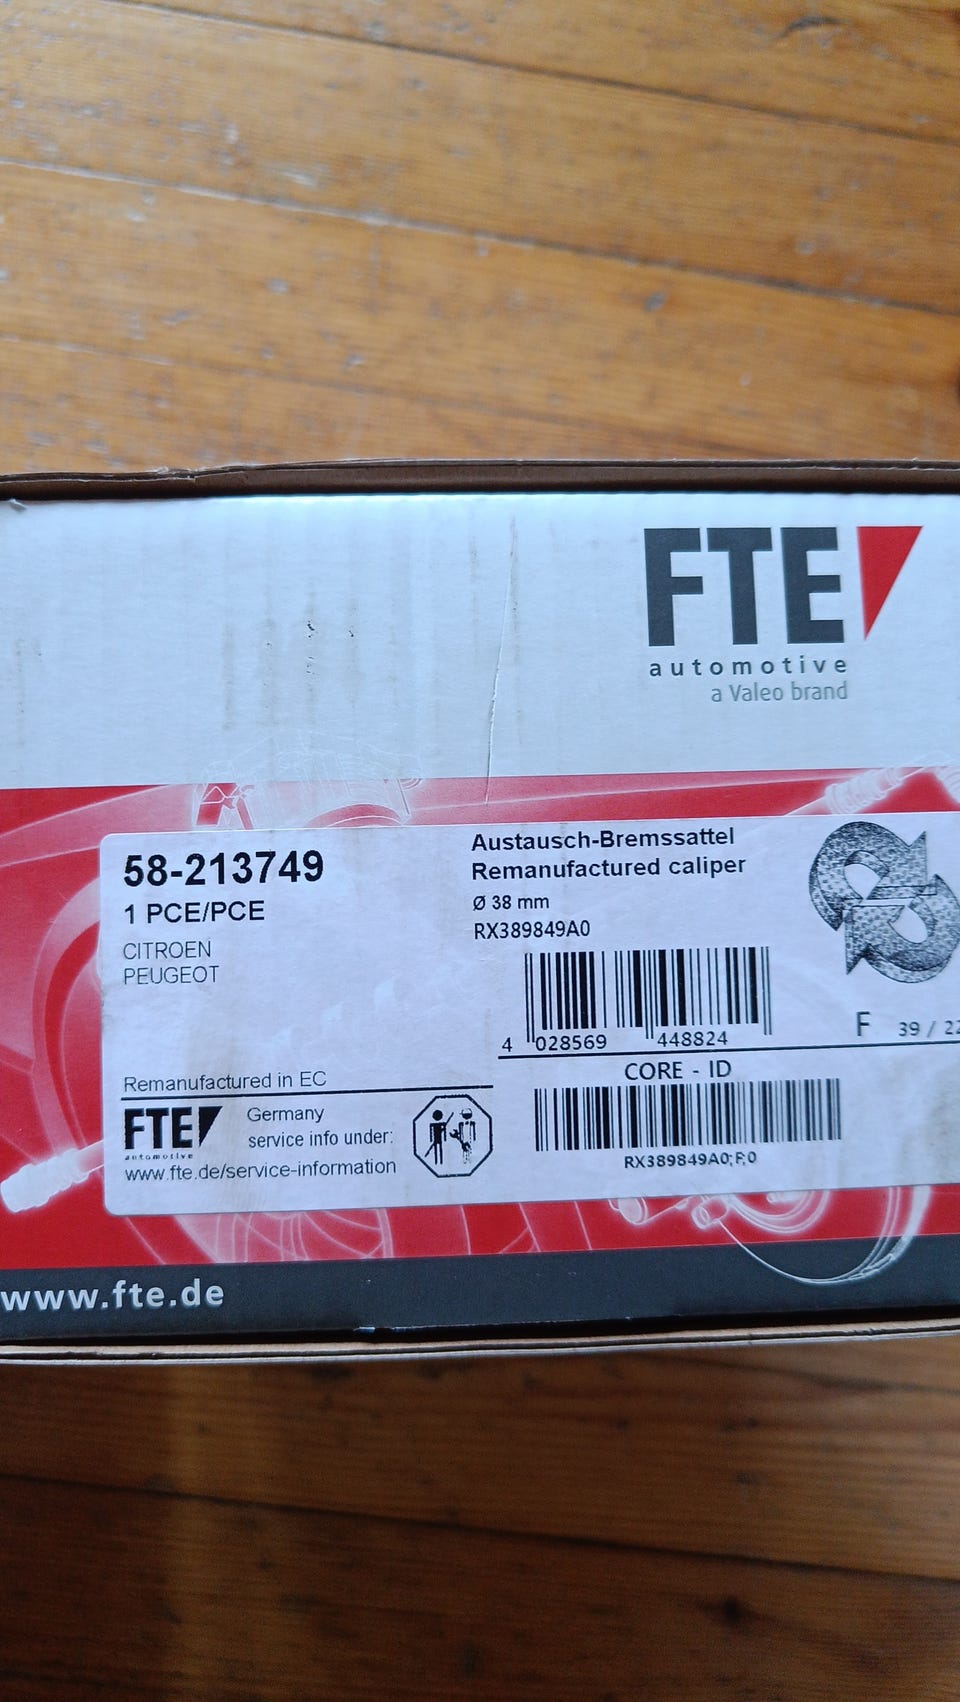 FTE
automotive
a Valeo brand
58-213749
1 PCE/PCE
CITROEN
PEUGEOT
Austausch-Bremssattel
Remanufactured caliper
Ø 38 mm
RX389849A0
4 028569 448824
F 39 / 22
CORE - ID
RX389849A0;F;0
Remanufactured in EC
FTE
automotive
Germany
service info under:
www.fte.de/service-information
www.fte.de